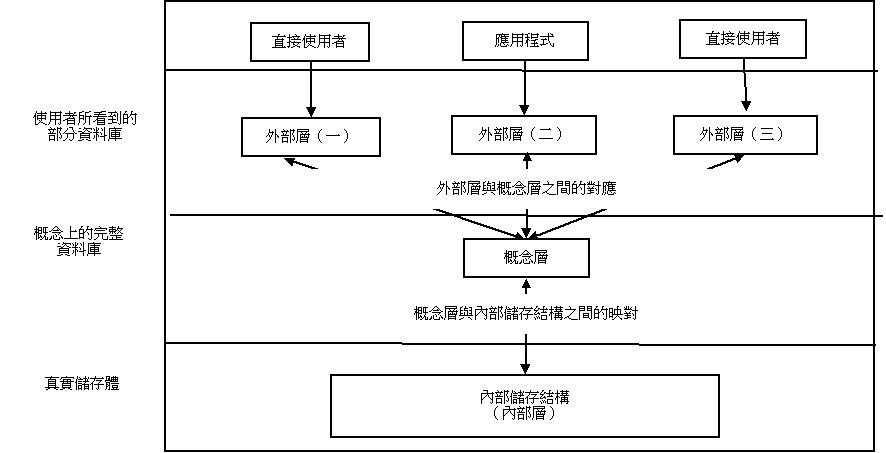 直接使用者
應用程式
直接使用者
使用者所看到的
部分資料庫
外部層（一）
外部層（二）
外部層（三）
外部層與概念層之間的對應
概念上的完整
資料庫
概念層
概念層與內部儲存結構之間的映對
真實儲存體
內部儲存結構
（內部層）